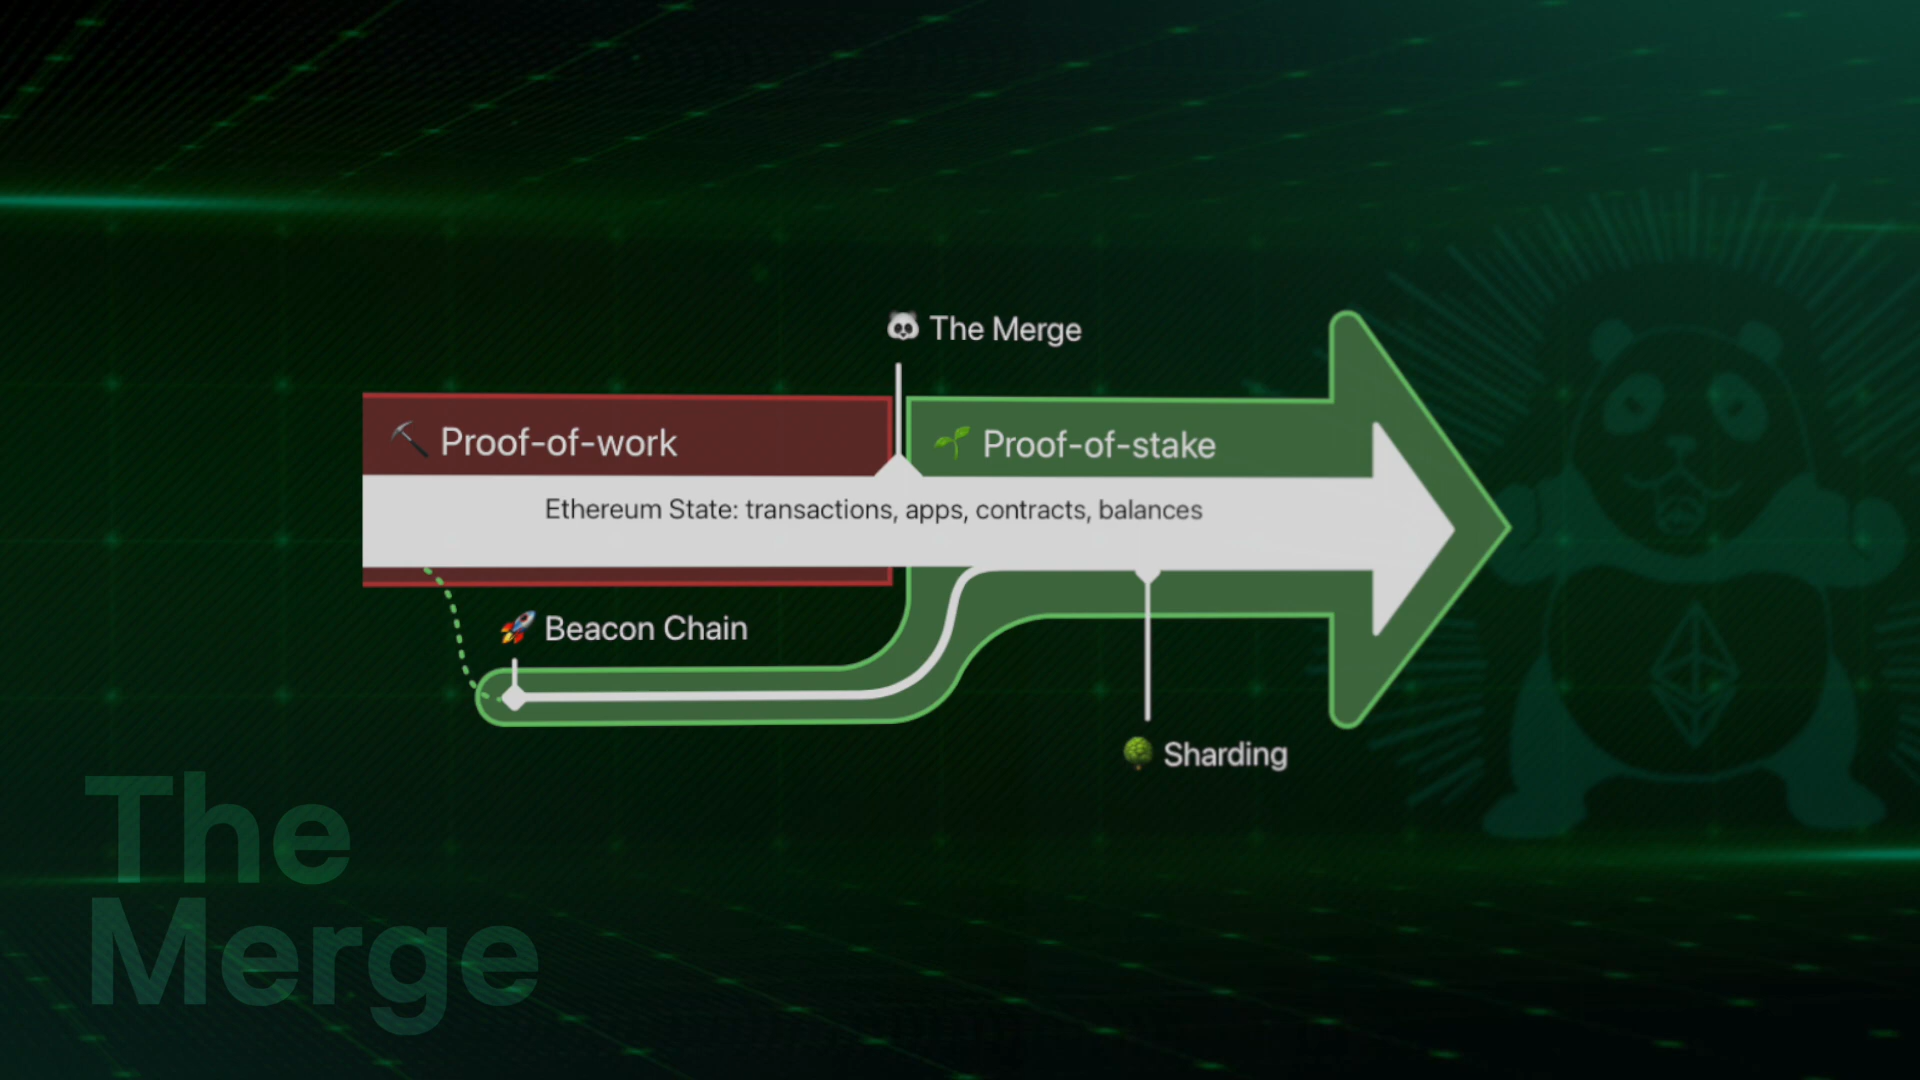 The Merge
Proof-of-work
Proof-of-stake
Ethereum State: transactions, apps, contracts, balances
Beacon Chain
Sharding
The
Merge